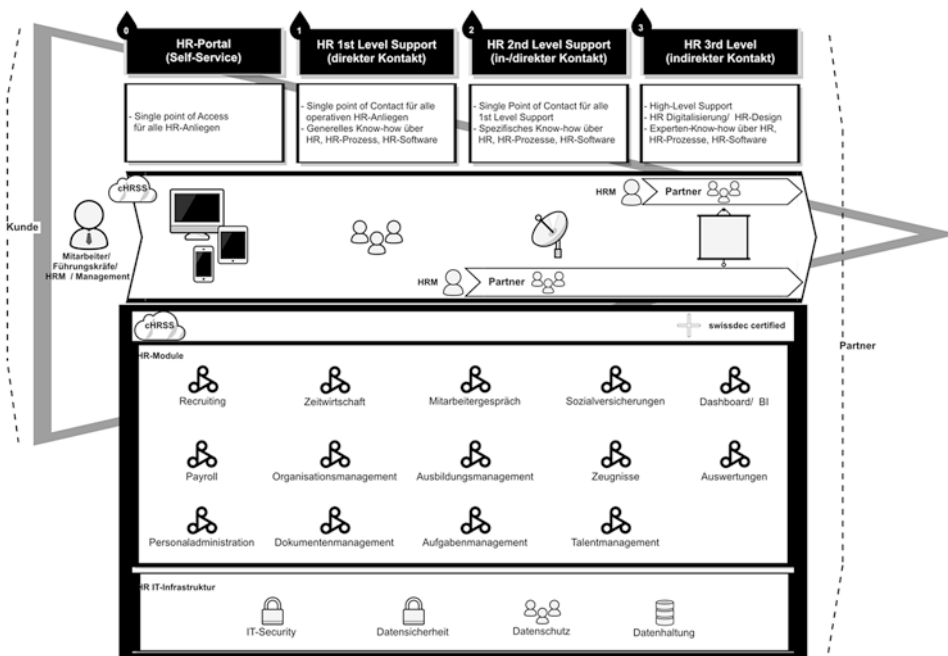 0
HR-Portal
(Self-Service)
1
HR 1st Level Support
(direkter Kontakt)
2
HR 2nd Level Support
(in-/direkter Kontakt)
3
HR 3rd Level
(indirekter Kontakt)
- Single point of Access
für alle HR-Anliegen
- Single point of Contact für alle
operativen HR-Anliegen
- Generelles Know-how über
HR, HR-Prozess, HR-Software
- Single Point of Contact für alle
1st Level Support
- Spezifisches Know-how über
HR, HR-Prozesse, HR-Software
- High-Level Support
- HR Digitalisierung/ HR-Design
- Experten-Know-how über HR,
HR-Prozesse, HR-Software
cHRSS
HRM
Partner
Kunde
Mitarbeiter/
Führungskräfte/
HRM / Management
HRM
Partner
cHRSS
swissdec certified
Partner
HR-Module
Recruiting
Zeitwirtschaft
Mitarbeitergespräch
Sozialversicherungen
Dashboard/ BI
Payroll
Organisationsmanagement
Ausbildungsmanagement
Zeugnisse
Auswertungen
Personaladministration
Dokumentenmanagement
Aufgabenmanagement
Talentmanagement
HR IT-Infrastruktur
IT-Security
Datensicherheit
Datenschutz
Datenhaltung